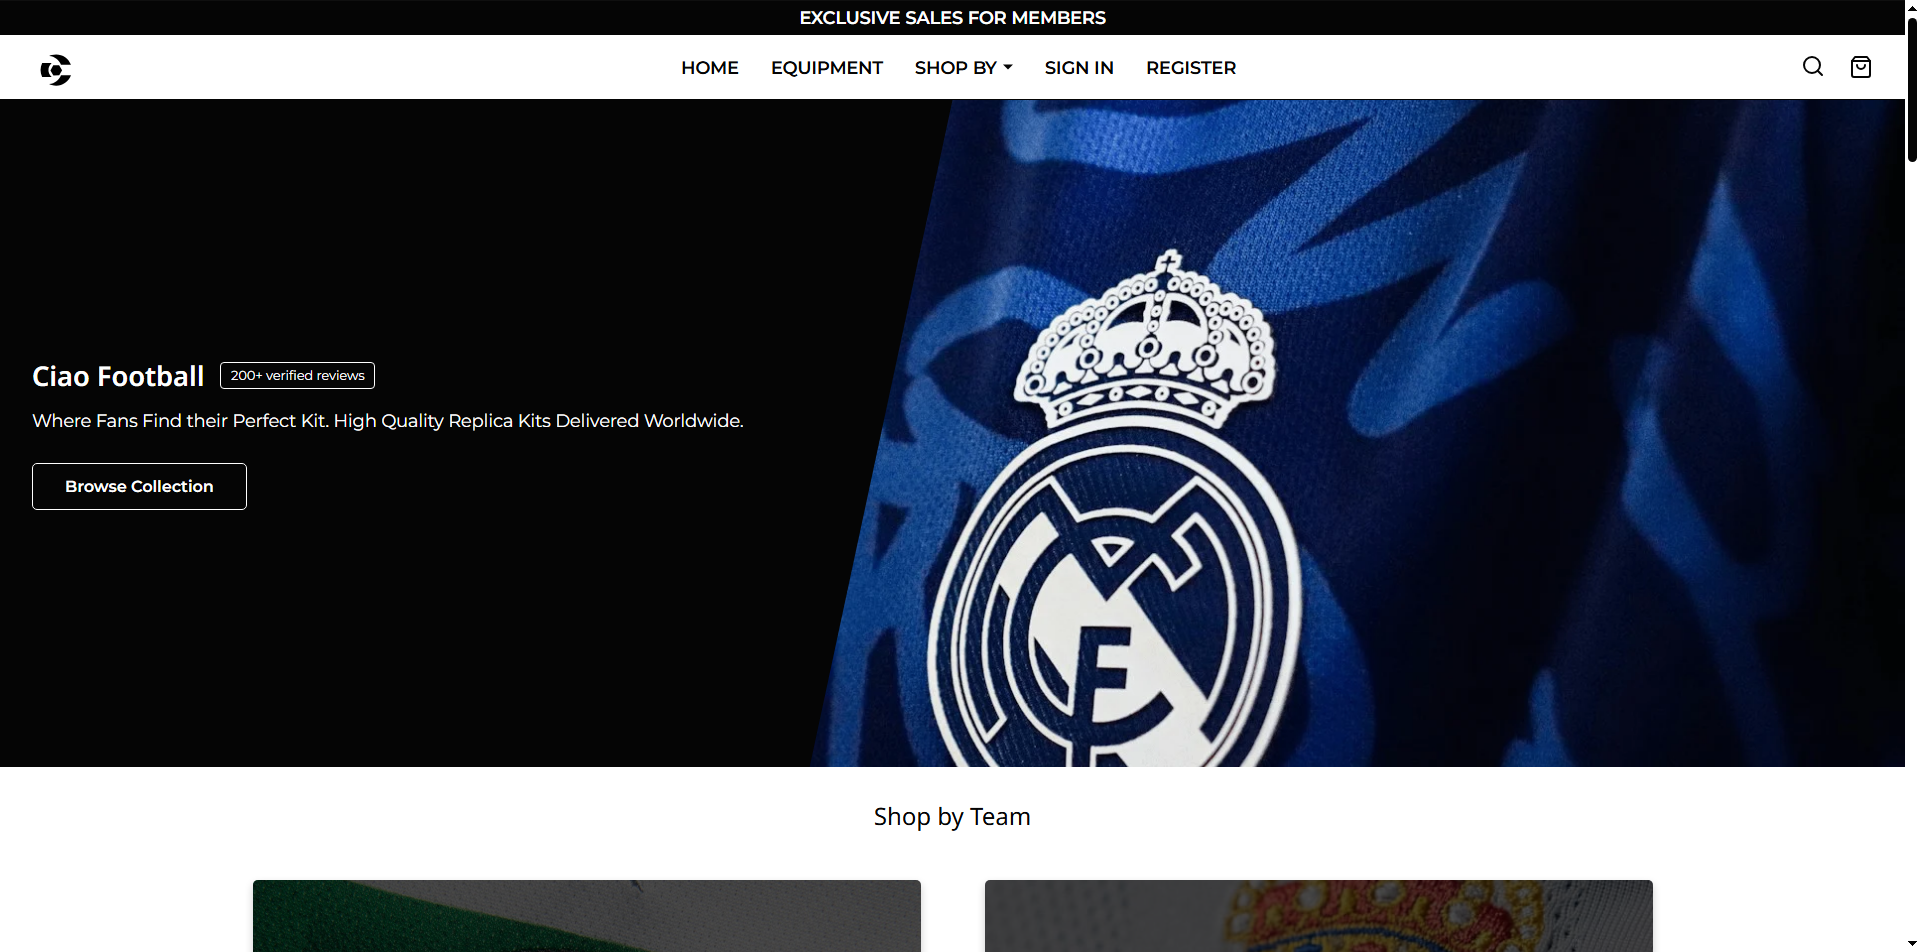 EXCLUSIVE SALES FOR MEMBERS
HOME EQUIPMENT SHOP BY SIGN IN REGISTER
Ciao Football 200+ verified reviews
Where Fans Find their Perfect Kit. High Quality Replica Kits Delivered Worldwide.
Browse Collection
Shop by Team